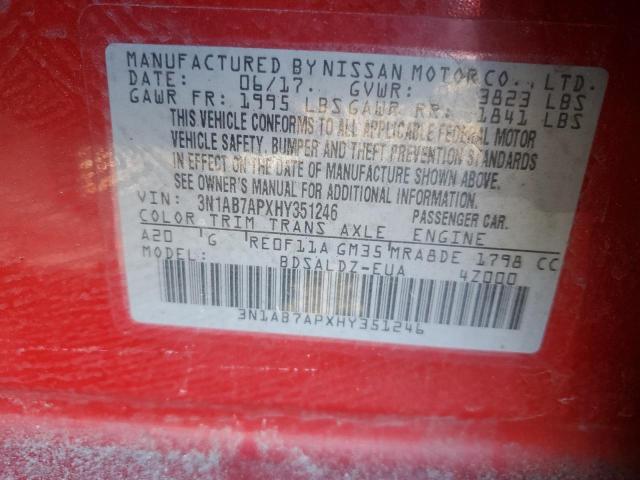 MANUFACTURED BY NISSAN MOTOR CO., LTD.
DATE: 06/17. GVWR: 3823 LBS
GAWR FR: 1995 LBS GAWR RR: 1841 LBS
THIS VEHICLE CONFORMS TO ALL APPLICABLE FEDERAL MOTOR
VEHICLE SAFETY, BUMPER AND THEFT PREVENTION STANDARDS
IN EFFECT ON THE DATE OF MANUFACTURE SHOWN ABOVE.
SEE OWNER'S MANUAL FOR ADDITIONAL INFORMATION.
VIN: 3N1AB7APXHY351246 PASSENGER CAR.
COLOR TRIM TRANS AXLE ENGINE
A20 G RE0F11A GM35 MRA8DE 1798 CC
MODEL: BDSALDZ-EUA 4Z000
3N1AB7APXHY351246